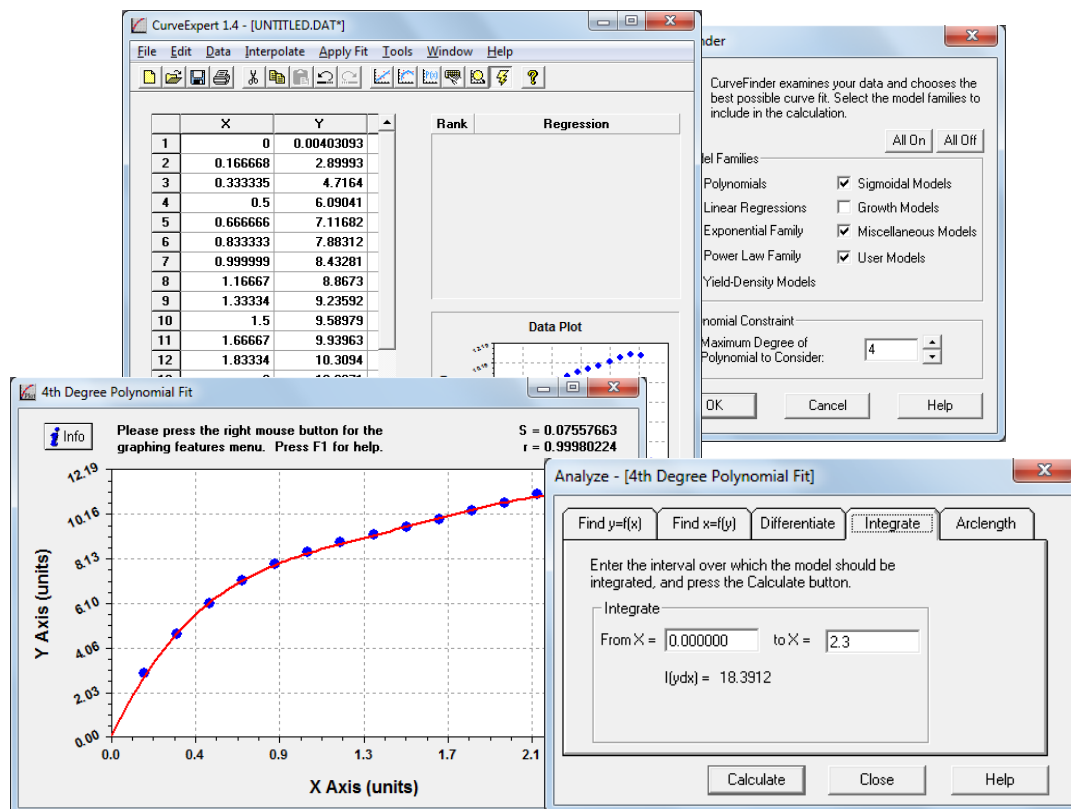 CurveExpert 1.4 - [UNTITLED.DAT*]
File Edit Data Interpolate Apply Fit Tools Window Help
X Y
1 0 0.00403093
2 0.166668 2.89993
3 0.333335 4.7164
4 0.5 6.09041
5 0.666666 7.11682
6 0.833333 7.88312
7 0.999999 8.43281
8 1.16667 8.8673
9 1.33334 9.23592
10 1.5 9.58979
11 1.66667 9.93963
12 1.83334 10.3094
Rank Regression
Data Plot
12.19
10.16
nder
CurveFinder examines your data and chooses the
best possible curve fit. Select the model families to
include in the calculation.
All On All Off
del Families
Polynomials
Linear Regressions
Exponential Family
Power Law Family
Yield-Density Models
Sigmoidal Models
Growth Models
Miscellaneous Models
User Models
nomial Constraint
Maximum Degree of
Polynomial to Consider:
4
OK Cancel Help
4th Degree Polynomial Fit
Info
Please press the right mouse button for the
graphing features menu. Press F1 for help.
S = 0.07557663
r = 0.99980224
Y Axis (units)
12.19
10.16
8.13
6.10
4.06
2.03
0.00
0.0 0.4 0.9 1.3 1.7 2.1
X Axis (units)
Analyze - [4th Degree Polynomial Fit]
Find y=f(x) Find x=f(y) Differentiate Integrate Arclength
Enter the interval over which the model should be
integrated, and press the Calculate button.
Integrate
From X = 0.000000 to X = 2.3
I(ydx) = 18.3912
Calculate Close Help